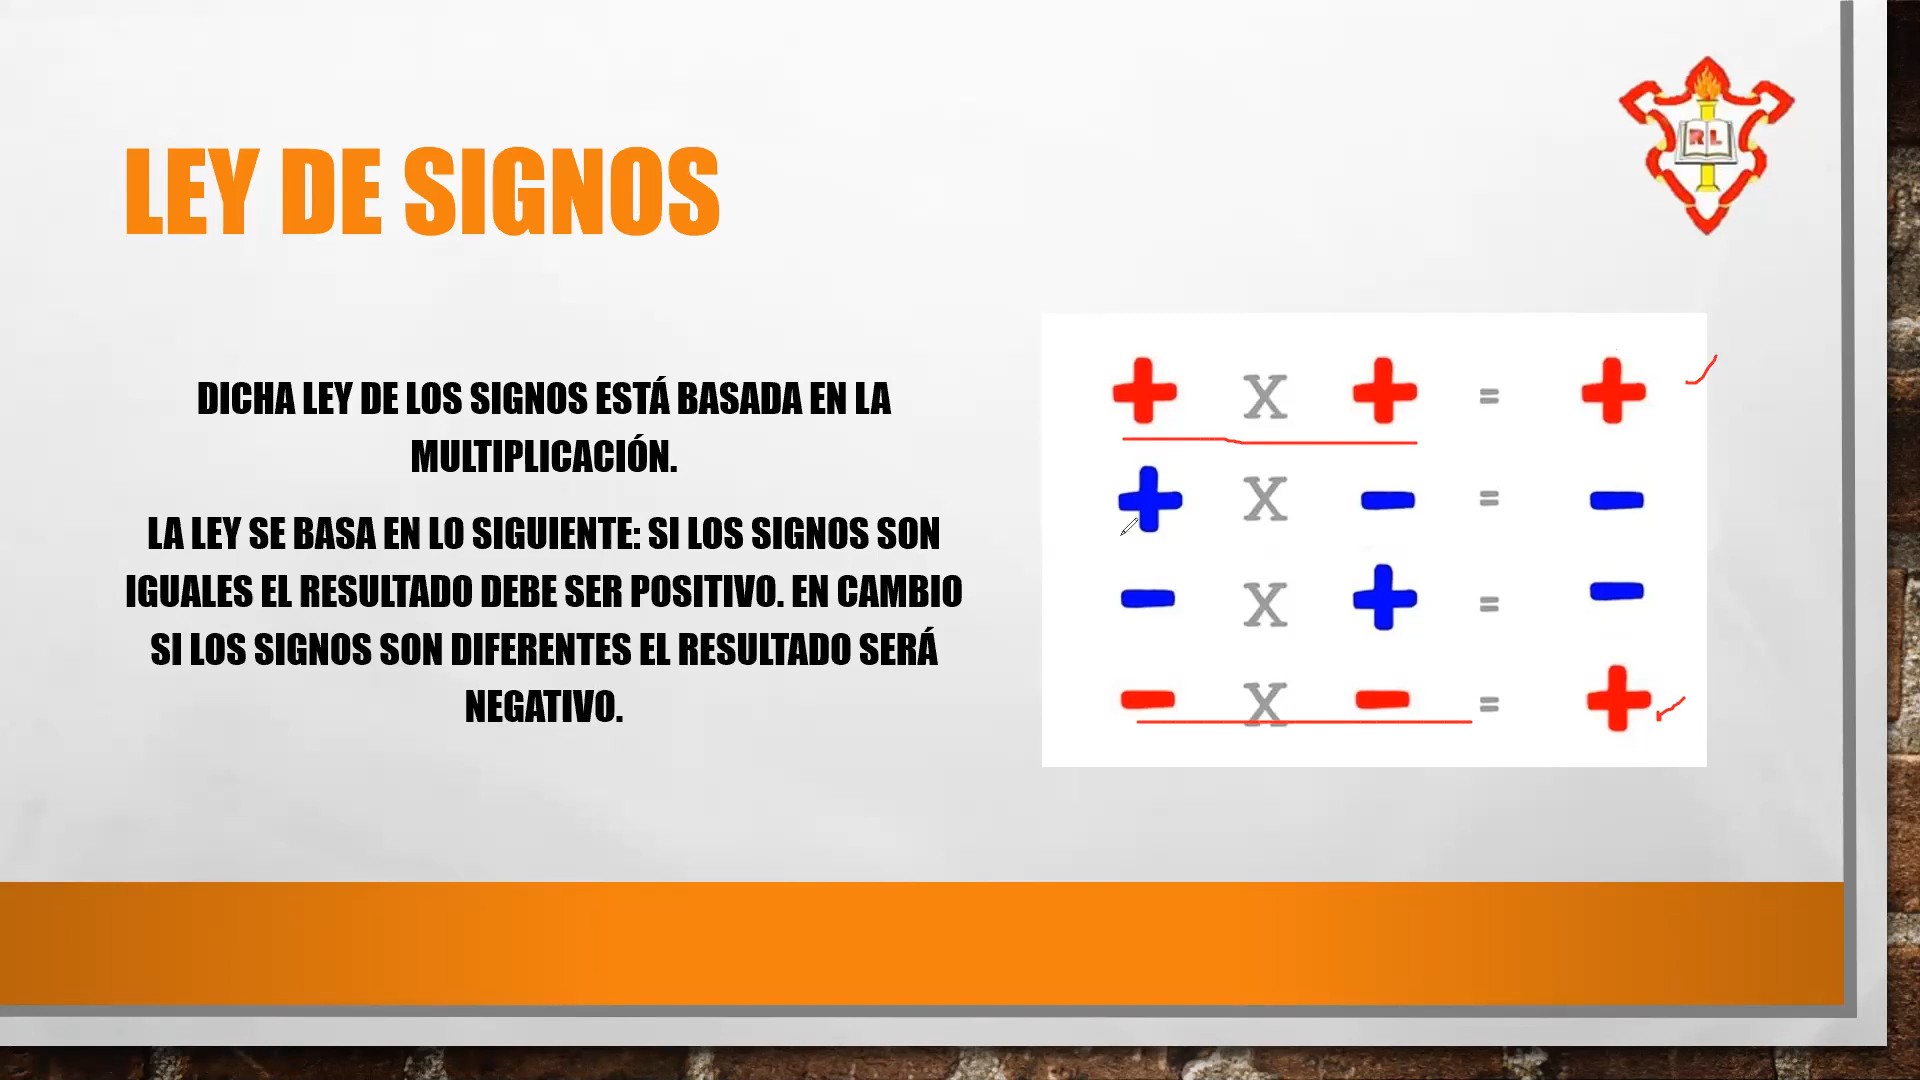 LEY DE SIGNOS
DICHA LEY DE LOS SIGNOS ESTÁ BASADA EN LA
MULTIPLICACIÓN.
LA LEY SE BASA EN LO SIGUIENTE: SI LOS SIGNOS SON
IGUALES EL RESULTADO DEBE SER POSITIVO. EN CAMBIO
SI LOS SIGNOS SON DIFERENTES EL RESULTADO SERÁ
NEGATIVO.
RL
+ X + = +
+ X - = -
- X + = -
- X - = +